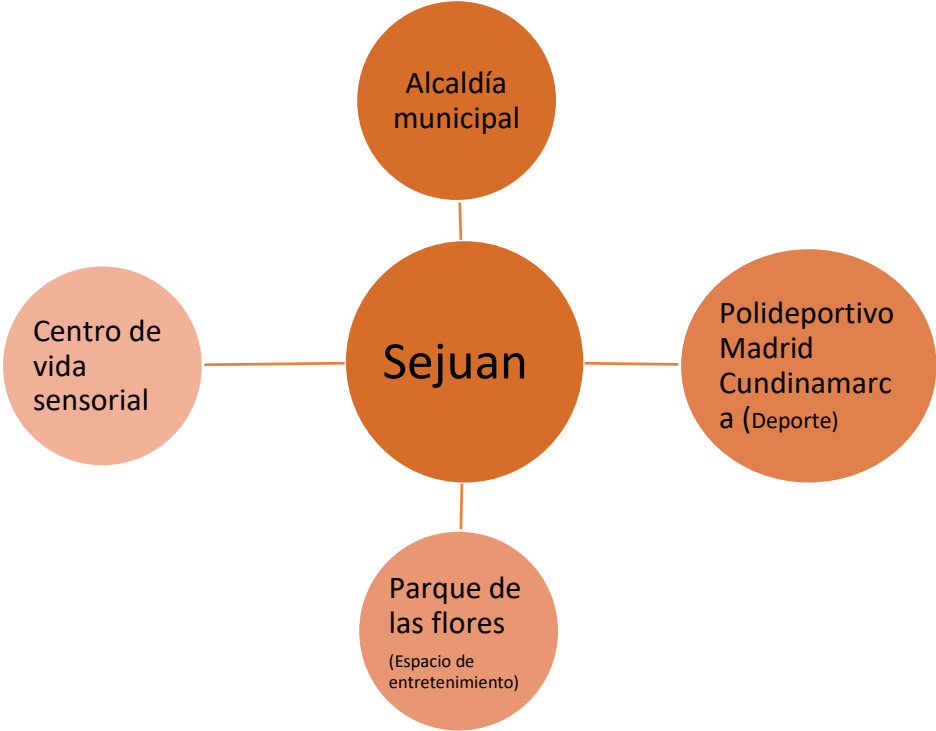 Alcaldía
municipal
Centro de
vida
sensorial
Sejuan
Polideportivo
Madrid
Cundinamarc
a (Deporte)
Parque de
las flores
(Espacio de
entretenimiento)